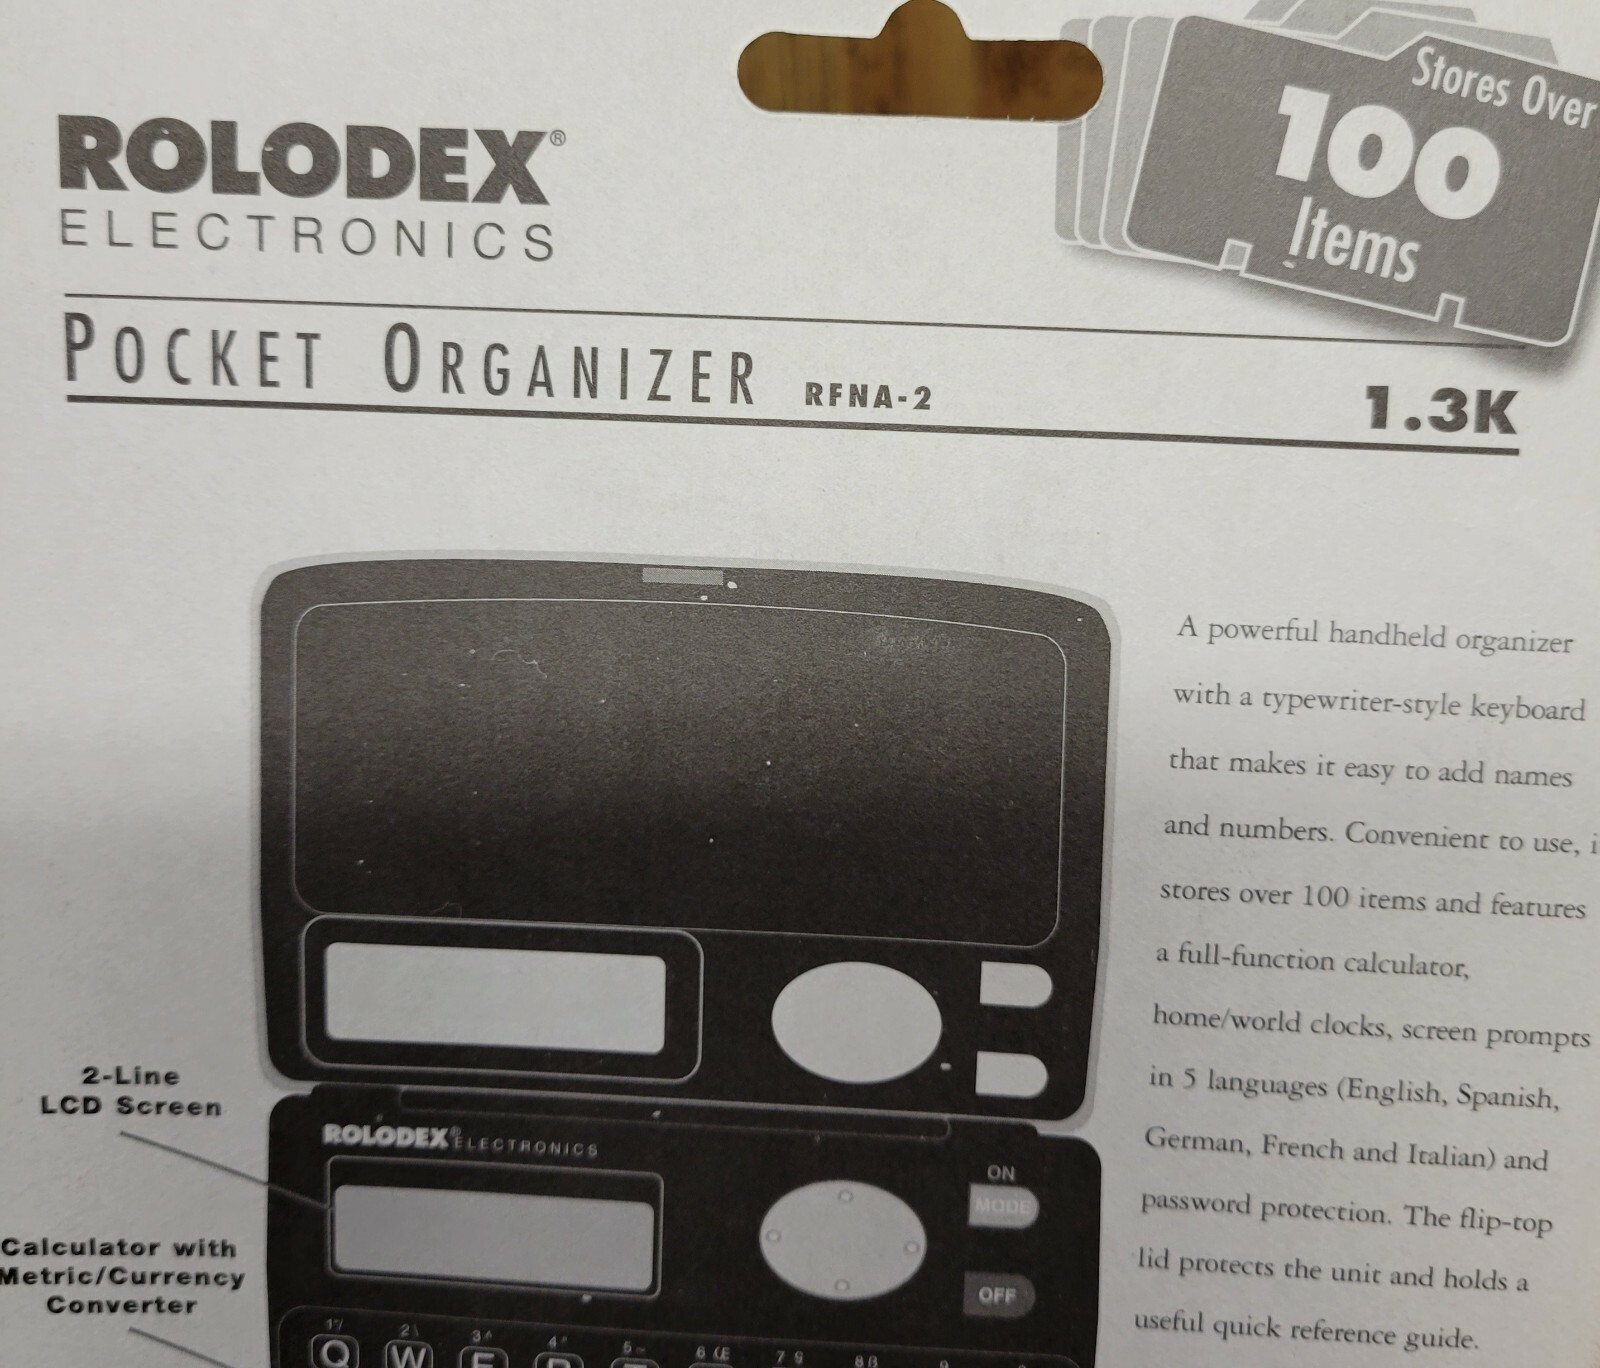 Stores Over
100
Items
ROLODEX®
ELECTRONICS
POCKET ORGANIZER RFNA-2
1.3K
A powerful handheld organizer
with a typewriter-style keyboard
that makes it easy to add names
and numbers. Convenient to use, i
stores over 100 items and features
a full-function calculator,
home/world clocks, screen prompts
in 5 languages (English, Spanish,
German, French and Italian) and
password protection. The flip-top
lid protects the unit and holds a
useful quick reference guide.
2-Line
LCD Screen
Calculator with
Metric/Currency
Converter
ROLODEX® ELECTRONICS
ON
MODE
OFF
Q W